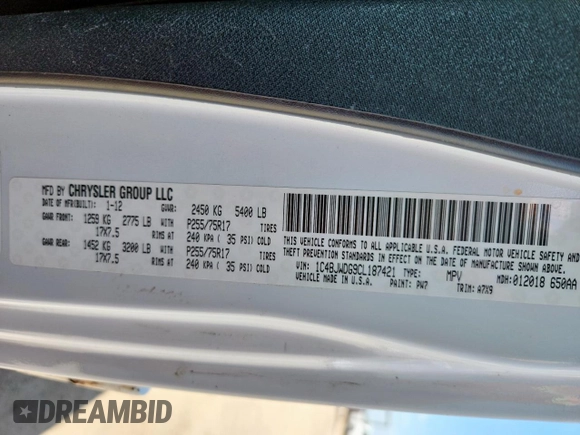 MFD BY CHRYSLER GROUP LLC
DATE OF MFR(BUILT): 1-12 GVWR: 2450 KG 5400 LB
GAWR FRONT: 1259 KG 2775 LB P255/75R17 TIRES
17X7.5 RIMS AT 240 KPA ( 35 PSI) COLD
GAWR REAR: 1452 KG 3200 LB P255/75R17 TIRES
17X7.5 RIMS AT 240 KPA ( 35 PSI) COLD
THIS VEHICLE CONFORMS TO ALL APPLICABLE U.S.A. FEDERAL MOTOR VEHICLE SAFETY AND
THEFT PREVENTION STANDARDS IN EFFECT ON THE DATE OF MANUFACTURE SHOWN ABOVE.
VIN: 1C4BJWDG9CL187421 TYPE: MPV MDH: 012018 650AA
VEHICLE MADE IN U.S.A. PAINT: PW7 TRIM: A7X9
DREAMBID